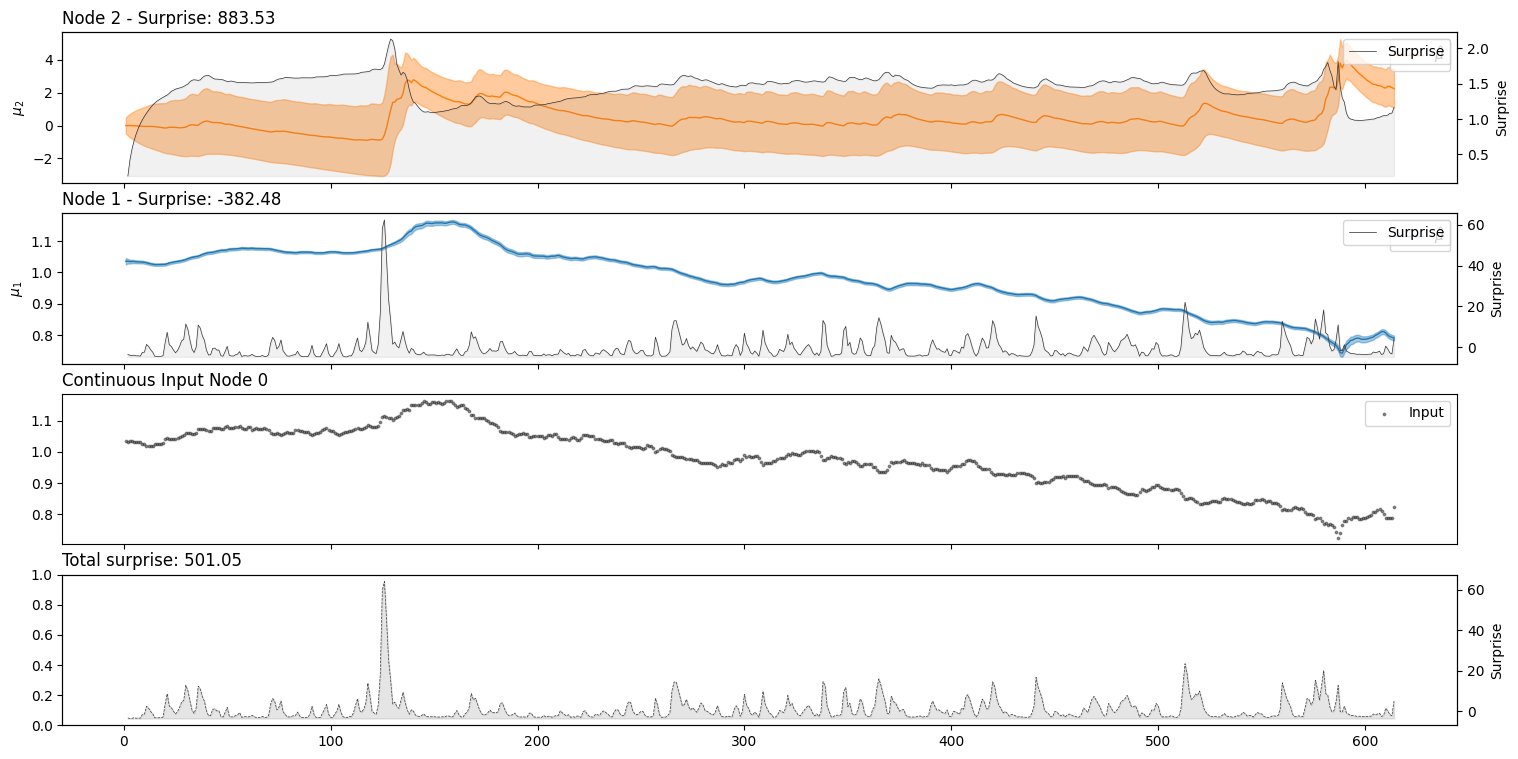 Node 2 - Surprise: 883.53
4
2
0
−2
μ₂
Surprise
μ
2.0
1.5
1.0
0.5
Surprise
Node 1 - Surprise: -382.48
1.1
1.0
0.9
0.8
μ₁
Surprise
μ
60
40
20
0
Surprise
Continuous Input Node 0
1.1
1.0
0.9
0.8
Input
Total surprise: 501.05
1.0
0.8
0.6
0.4
0.2
0.0
60
40
20
0
Surprise
0 100 200 300 400 500 600